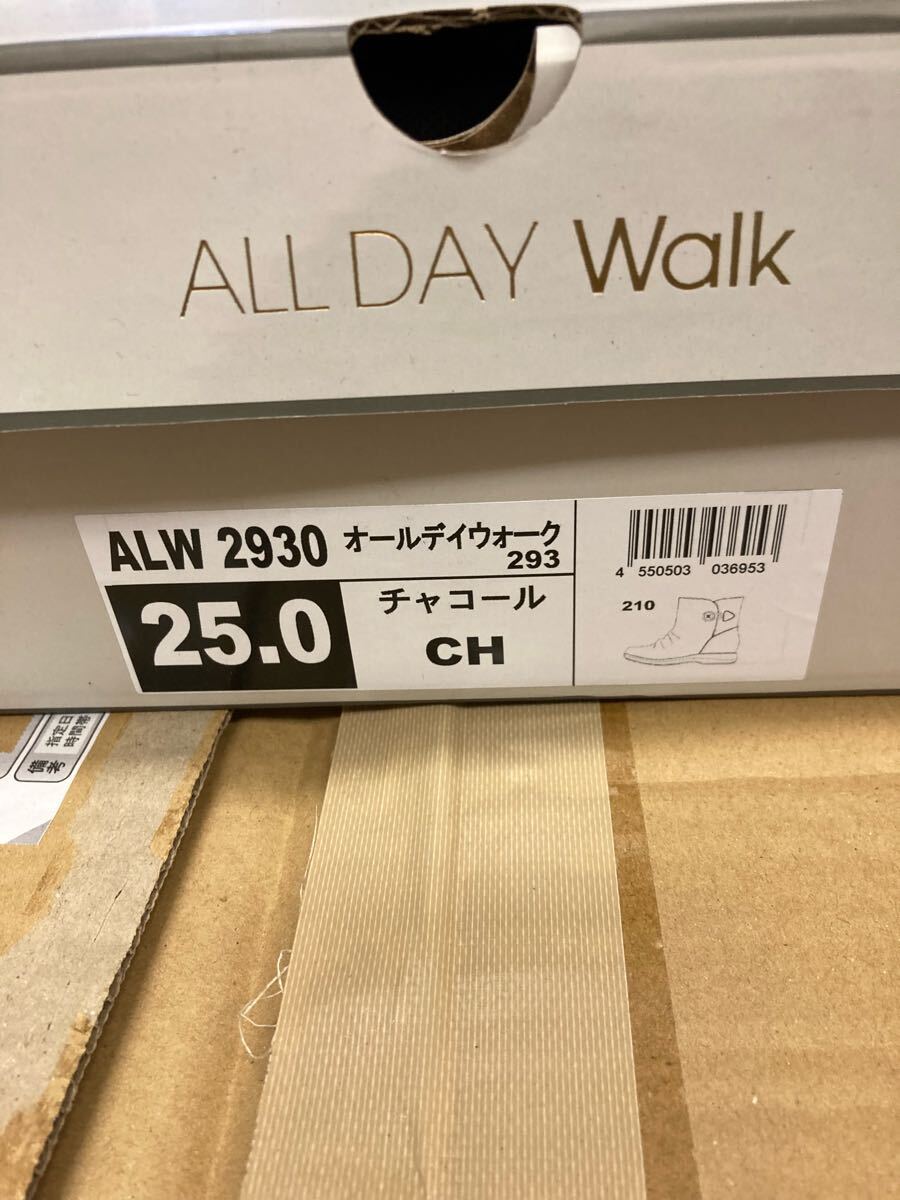 ALL DAY Walk
ALW 2930
オールデイウォーク
293
25.0
チャコール
CH
4 550503 036953
210
備考
指定日
時間帯